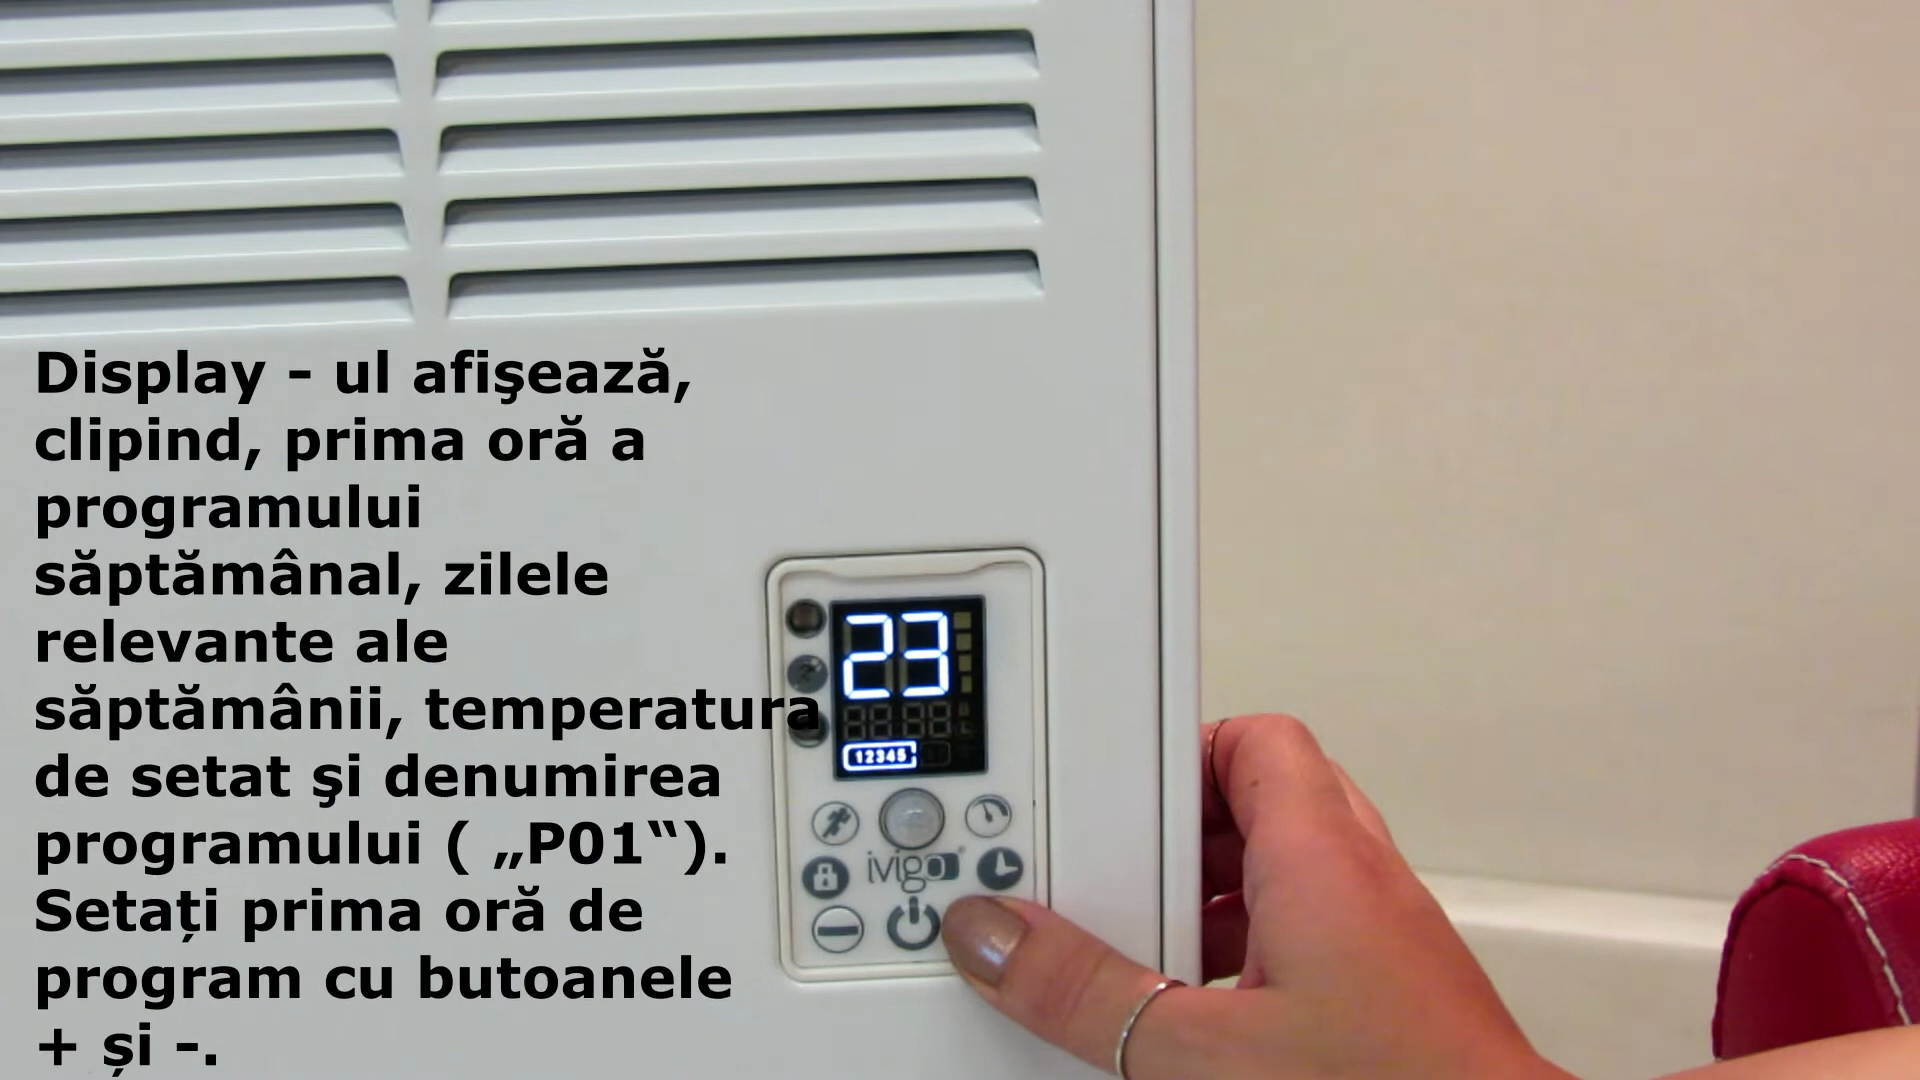 Display - ul afişează,
clipind, prima oră a
programului
săptămânal, zilele
relevante ale
săptămânii, temperatura
de setat şi denumirea
programului ( „P01“).
Setați prima oră de
program cu butoanele
+ și -.
23
12345
ivigo